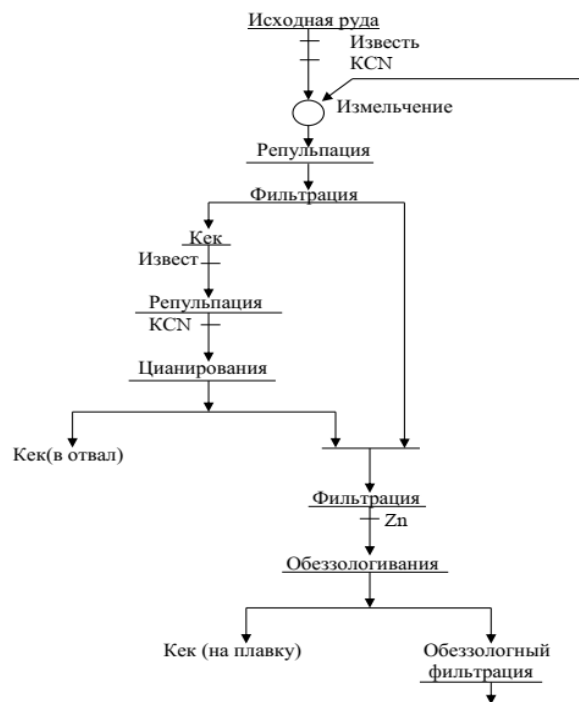 Исходная руда
Известь
KCN
Измельчение
Репульпация
Фильтрация
Кек
Извест
Репульпация
KCN
Цианирования
Кек(в отвал)
Фильтрация
Zn
Обеззологивания
Кек (на плавку)
Обеззологный
фильтрация